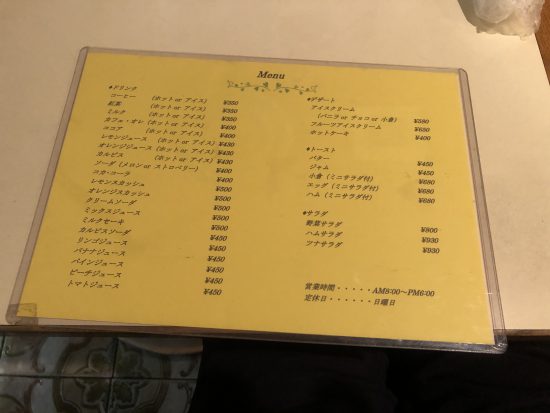 Menu
●ドリンク
コーヒー (ホット or アイス) ¥350
紅茶 (ホット or アイス) ¥350
ミルク (ホット or アイス) ¥350
カフェ・オレ (ホット or アイス) ¥400
ココア (ホット or アイス) ¥400
レモンジュース (ホット or アイス) ¥430
オレンジジュース (ホット or アイス) ¥430
カルピス (ホット or アイス) ¥430
ソーダ (メロン or ストロベリー) ¥400
コカ・コーラ ¥400
レモンスカッシュ ¥500
オレンジスカッシュ ¥500
クリームソーダ ¥500
ミックスジュース ¥500
ミルクセーキ ¥500
カルピスソーダ ¥450
リンゴジュース ¥450
バナナジュース ¥450
パインジュース ¥450
ピーチジュース ¥450
トマトジュース ¥450
●デザート
アイスクリーム
(バニラ or チョコ or 小倉) ¥580
フルーツアイスクリーム ¥650
ホットケーキ ¥400
●トースト
バター ¥450
ジャム ¥450
小倉 (ミニサラダ付) ¥680
エッグ (ミニサラダ付) ¥680
ハム (ミニサラダ付) ¥680
●サラダ
野菜サラダ ¥800
ハムサラダ ¥930
ツナサラダ ¥930
営業時間・・・・・AM8:00〜PM6:00
定休日・・・・・・日曜日